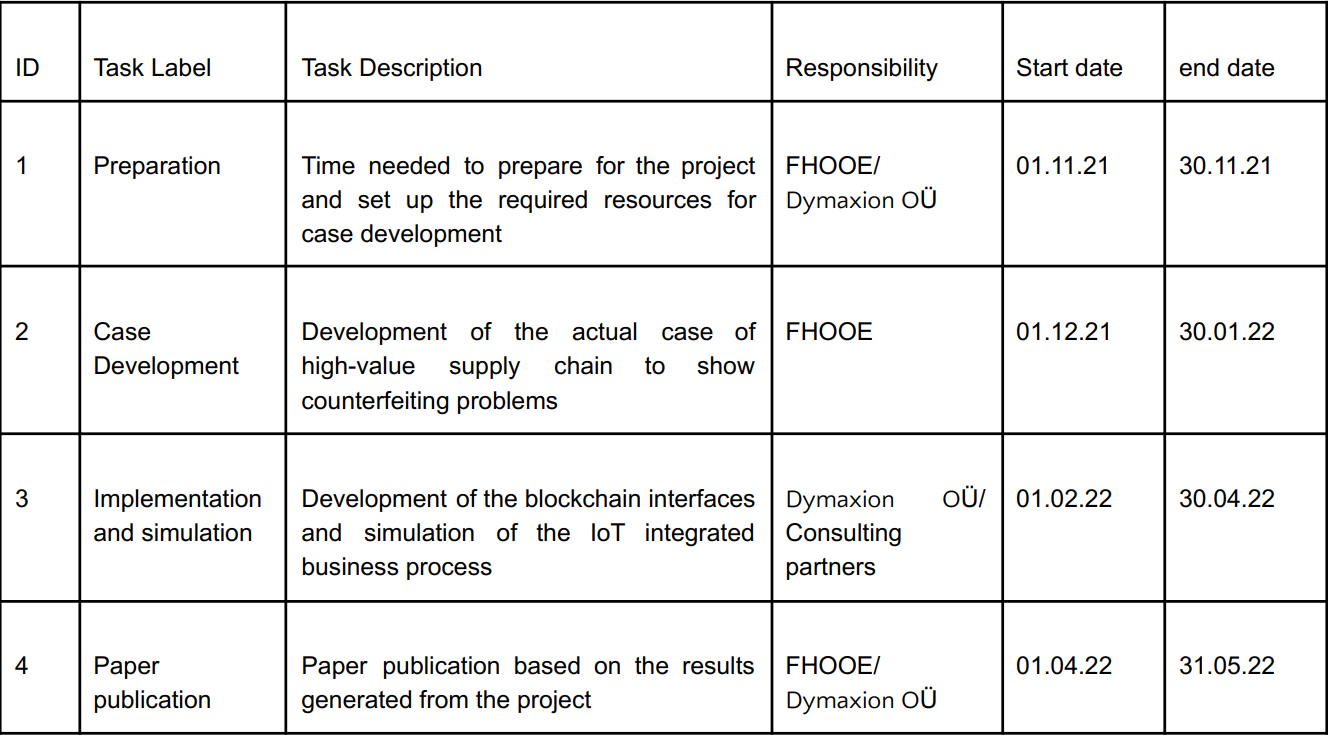 ID Task Label Task Description Responsibility Start date end date
1 Preparation Time needed to prepare for the project FHOOE/ 01.11.21 30.11.21
and set up the required resources for Dymaxion OÜ
case development
2 Case Development of the actual case of FHOOE 01.12.21 30.01.22
Development high-value supply chain to show
counterfeiting problems
3 Implementation Development of the blockchain interfaces Dymaxion OÜ/ 01.02.22 30.04.22
and simulation and simulation of the IoT integrated Consulting
business process partners
4 Paper Paper publication based on the results FHOOE/ 01.04.22 31.05.22
publication generated from the project Dymaxion OÜ